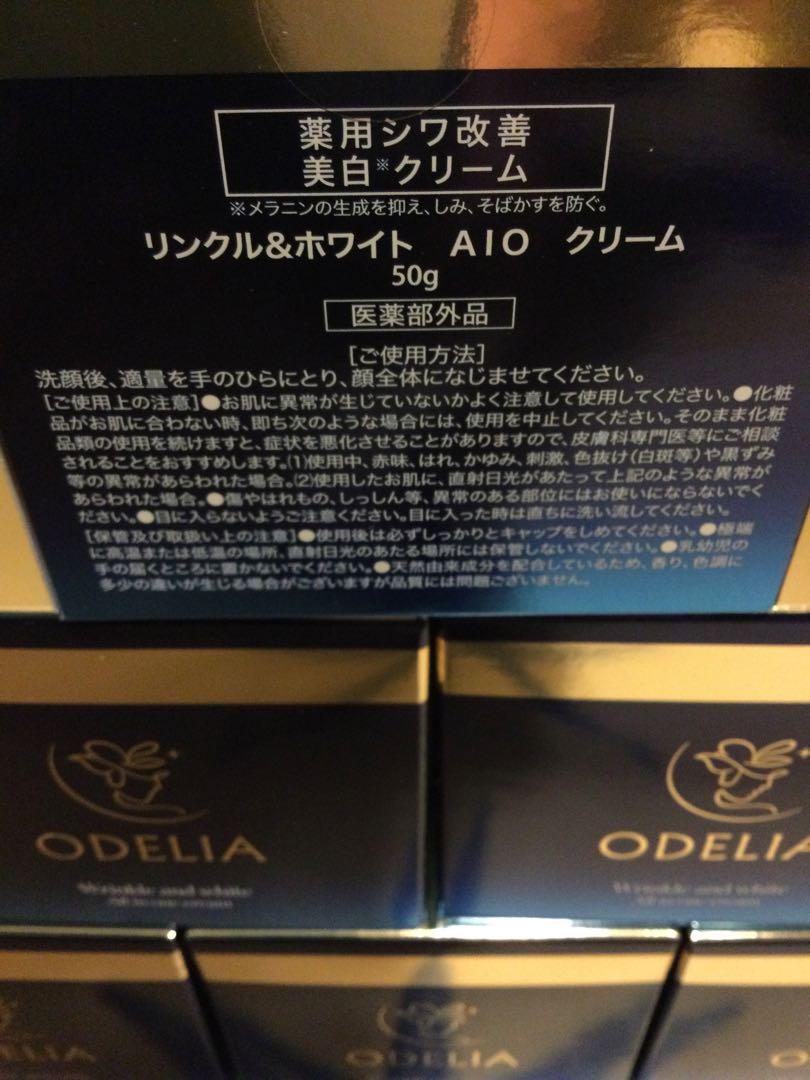 薬用シワ改善
美白※クリーム
※メラニンの生成を抑え、しみ、そばかすを防ぐ。
リンクル&ホワイト AIO クリーム
50g
医薬部外品
[ご使用方法]
洗顔後、適量を手のひらにとり、顔全体になじませてください。
[ご使用上の注意]●お肌に異常が生じていないかよく注意して使用してください。●化粧
品がお肌に合わない時、即ち次のような場合には、使用を中止してください。そのまま化粧
品類の使用を続けますと、症状を悪化させることがありますので、皮膚科専門医等にご相談
されることをおすすめします。(1)使用中、赤味、はれ、かゆみ、刺激、色抜け(白斑等)や黒ずみ
等の異常があらわれた場合。(2)使用したお肌に、直射日光があたって上記のような異常が
あらわれた場合。●傷やはれもの、しっしん等、異常のある部位にはお使いにならないでく
ださい。●目に入らないようご注意ください。目に入った時は直ちに洗い流してください。
[保管及び取扱い上の注意]●使用後は必ずしっかりとキャップをしめてください。●極端
に高温または低温の場所、直射日光のあたる場所には保管しないでください。●乳幼児の
手の届くところに置かないでください。●天然由来成分を配合しているため、香り、色調に
多少の違いが生じる場合がございますが品質には問題ございません。
ODELIA
Wrinkle and white
All in one cream
ODELIA
Wrinkle and white
All in one cream
ODELIA
ODELIA